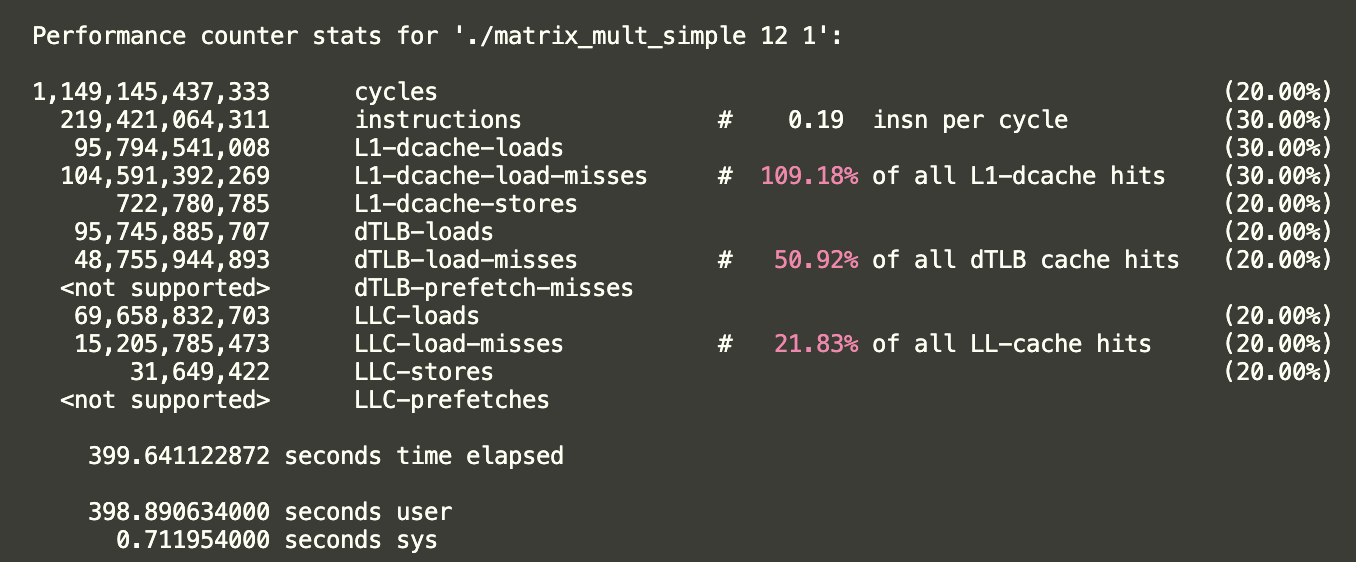 Performance counter stats for './matrix_mult_simple 12 1':
1,149,145,437,333 cycles (20.00%)
219,421,064,311 instructions # 0.19 insn per cycle (30.00%)
95,794,541,008 L1-dcache-loads (30.00%)
104,591,392,269 L1-dcache-load-misses # 109.18% of all L1-dcache hits (30.00%)
722,780,785 L1-dcache-stores (20.00%)
95,745,885,707 dTLB-loads (20.00%)
48,755,944,893 dTLB-load-misses # 50.92% of all dTLB cache hits (20.00%)
<not supported> dTLB-prefetch-misses
69,658,832,703 LLC-loads (20.00%)
15,205,785,473 LLC-load-misses # 21.83% of all LL-cache hits (20.00%)
31,649,422 LLC-stores (20.00%)
<not supported> LLC-prefetches
399.641122872 seconds time elapsed
398.890634000 seconds user
0.711954000 seconds sys